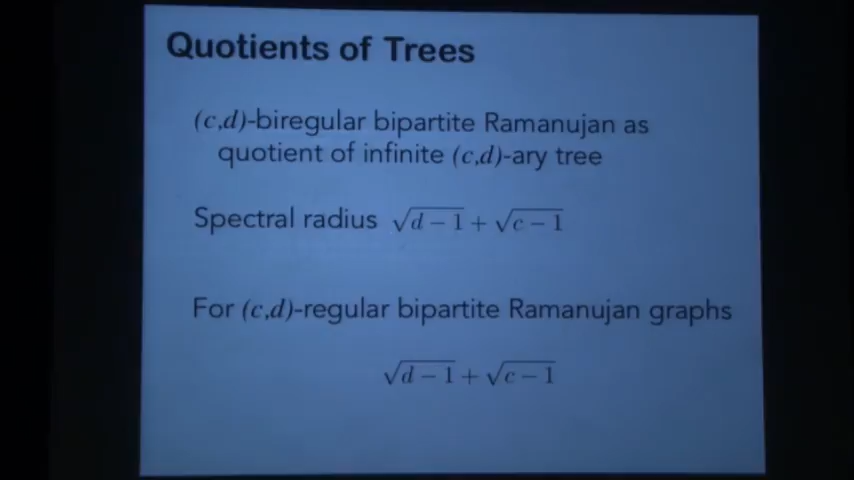 Quotients of Trees
(c,d)-biregular bipartite Ramanujan as
quotient of infinite (c,d)-ary tree
Spectral radius √d − 1 + √c − 1
For (c,d)-regular bipartite Ramanujan graphs
√d − 1 + √c − 1